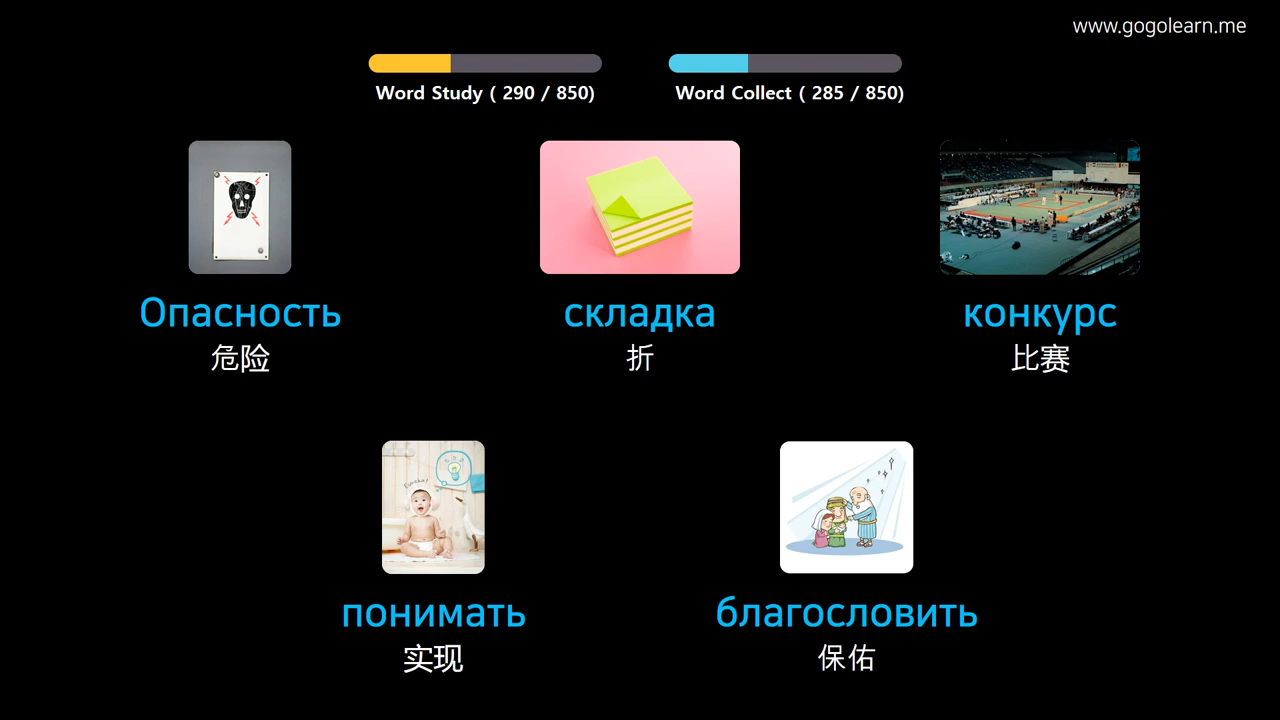 www.gogolearn.me
Word Study ( 290 / 850)
Word Collect ( 285 / 850)
Опасность
危险
складка
折
конкурс
比赛
Eureka!
понимать
实现
благословить
保佑